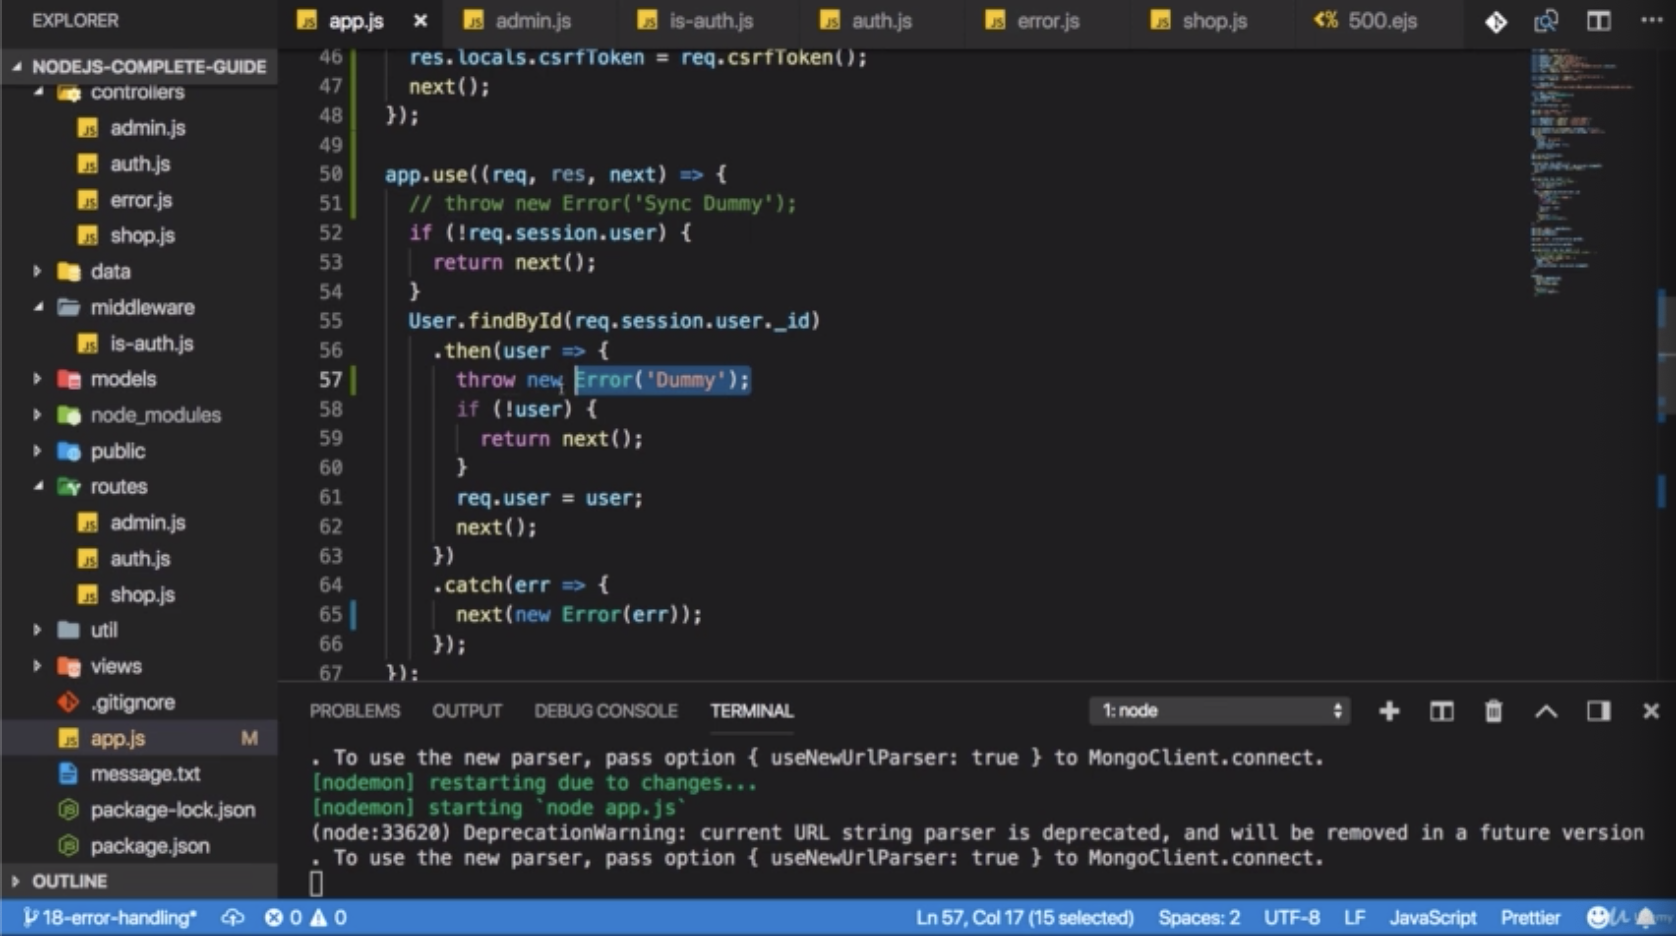 EXPLORER
app.js
admin.js
is-auth.js
auth.js
error.js
shop.js
<% 500.ejs
NODEJS-COMPLETE-GUIDE
controllers
admin.js
auth.js
error.js
shop.js
data
middleware
is-auth.js
models
node_modules
public
routes
admin.js
auth.js
shop.js
util
views
.gitignore
app.js M
message.txt
package-lock.json
package.json
OUTLINE
46 res.locals.csrfToken = req.csrfToken();
47 next();
48 });
49
50 app.use((req, res, next) => {
51 // throw new Error('Sync Dummy');
52 if (!req.session.user) {
53 return next();
54 }
55 User.findById(req.session.user._id)
56 .then(user => {
57 throw new Error('Dummy');
58 if (!user) {
59 return next();
60 }
61 req.user = user;
62 next();
63 })
64 .catch(err => {
65 next(new Error(err));
66 });
67 });
PROBLEMS OUTPUT DEBUG CONSOLE TERMINAL 1: node
. To use the new parser, pass option { useNewUrlParser: true } to MongoClient.connect.
[nodemon] restarting due to changes...
[nodemon] starting `node app.js`
(node:33620) DeprecationWarning: current URL string parser is deprecated, and will be removed in a future version
. To use the new parser, pass option { useNewUrlParser: true } to MongoClient.connect.
18-error-handling* 0 0 Ln 57, Col 17 (15 selected) Spaces: 2 UTF-8 LF JavaScript Prettier